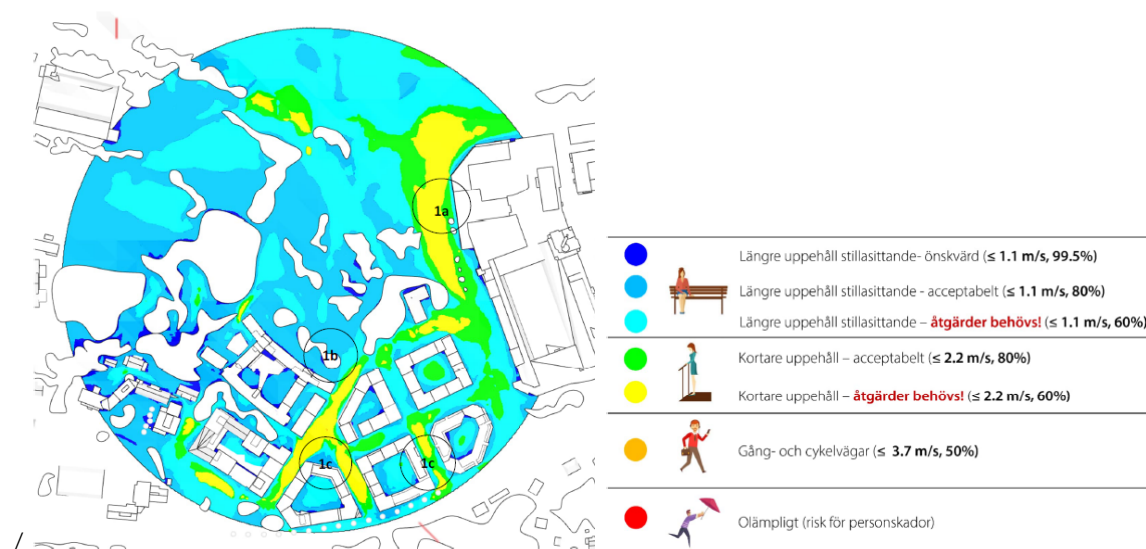 1a
1b
1c
1c
Längre uppehåll stillasittande- önskvärd (≤ 1.1 m/s, 99.5%)
Längre uppehåll stillasittande - acceptabelt (≤ 1.1 m/s, 80%)
Längre uppehåll stillasittande – åtgärder behövs! (≤ 1.1 m/s, 60%)
Kortare uppehåll – acceptabelt (≤ 2.2 m/s, 80%)
Kortare uppehåll – åtgärder behövs! (≤ 2.2 m/s, 60%)
Gång- och cykelvägar (≤ 3.7 m/s, 50%)
Olämpligt (risk för personskador)
/